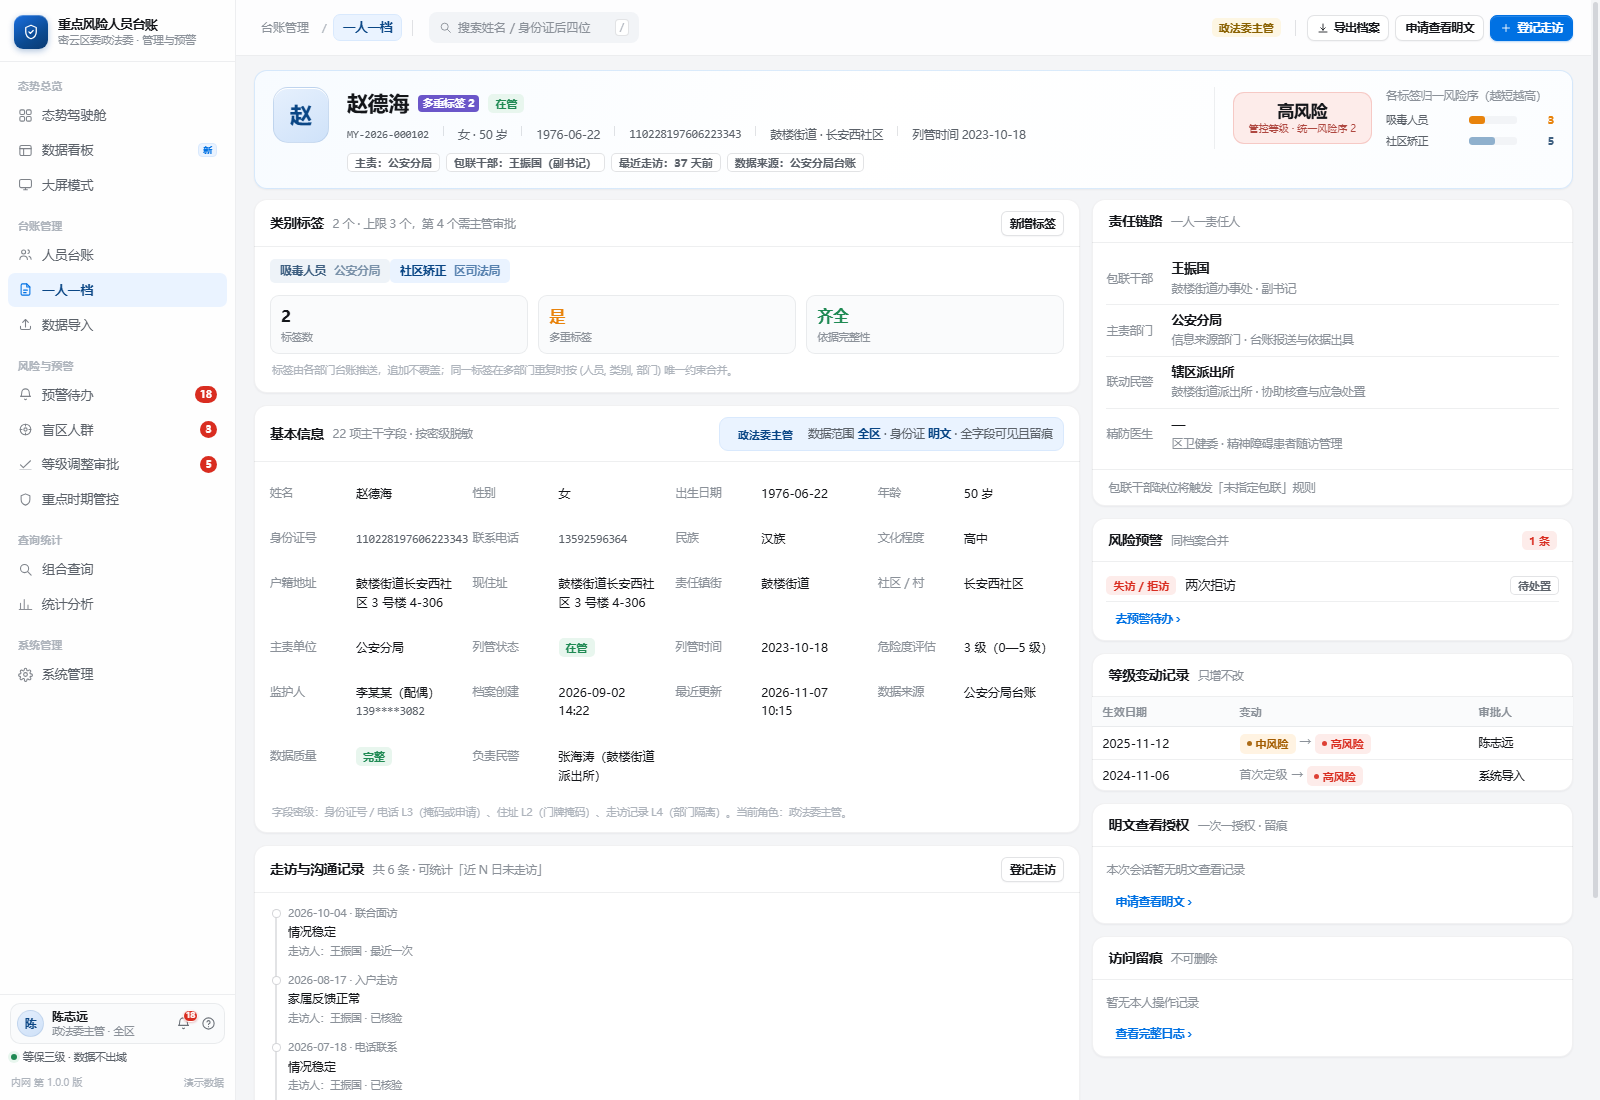 重点风险人员台账
密云区委政法委 · 管理与预警
态势总览
态势驾驶舱
数据看板 新
大屏模式
台账管理
人员台账
一人一档
数据导入
风险与预警
预警待办 18
盲区人群 3
等级调整审批 5
重点时期管控
查询统计
组合查询
统计分析
系统管理
系统管理
陈 陈志远
政法委主管 · 全区
18
等保三级 · 数据不出域
内网 第 1.0.0 版 演示数据
台账管理 / 一人一档
搜索姓名 / 身份证后四位 /
政法委主管 导出档案 申请查看明文 + 登记走访
赵 赵德海 多重标签 2 在管
MY-2026-000102 女 · 50 岁 1976-06-22 110228197606223343 鼓楼街道 · 长安西社区 列管时间 2023-10-18
主责：公安分局 包联干部：王振国（副书记） 最近走访：37 天前 数据来源：公安分局台账
高风险
管控等级 · 统一风险序 2
各标签归一风险序（越短越高）
吸毒人员 3
社区矫正 5
类别标签 2 个 · 上限 3 个，第 4 个需主管审批 新增标签
吸毒人员 公安分局 社区矫正 区司法局
2
标签数
是
多重标签
齐全
依据完整性
标签由各部门台账推送，追加不覆盖；同一标签在多部门重复时按 (人员, 类别, 部门) 唯一约束合并。
基本信息 22 项主干字段 · 按密级脱敏
政法委主管 数据范围 全区 · 身份证 明文 · 全字段可见且留痕
姓名 赵德海 性别 女 出生日期 1976-06-22 年龄 50 岁
身份证号 110228197606223343 联系电话 13592596364 民族 汉族 文化程度 高中
户籍地址 鼓楼街道长安西社区 3 号楼 4-306 现住址 鼓楼街道长安西社区 3 号楼 4-306 责任镇街 鼓楼街道 社区 / 村 长安西社区
主责单位 公安分局 列管状态 在管 列管时间 2023-10-18 危险度评估 3 级（0—5 级）
监护人 李某某（配偶） 139****3082 档案创建 2026-09-02 14:22 最近更新 2026-11-07 10:15 数据来源 公安分局台账
数据质量 完整 负责民警 张海涛（鼓楼街道派出所）
字段密级：身份证号 / 电话 L3（掩码或申请）、住址 L2（门牌掩码）、走访记录 L4（部门隔离）。当前角色：政法委主管。
走访与沟通记录 共 6 条 · 可统计「近 N 日未走访」 登记走访
2026-10-04 · 联合面访
情况稳定
走访人：王振国 · 最近一次
2026-08-17 · 入户走访
家属反馈正常
走访人：王振国 · 已核验
2026-07-18 · 电话联系
情况稳定
走访人：王振国 · 已核验
责任链路 一人一责任人
包联干部 王振国
鼓楼街道办事处 · 副书记
主责部门 公安分局
信息来源部门 · 台账报送与依据出具
联动民警 辖区派出所
鼓楼街道派出所 · 协助核查与应急处置
精防医生 —
区卫健委 · 精神障碍患者随访管理
包联干部缺位将触发「未指定包联」规则
风险预警 同档案合并 1 条
失访 / 拒访 两次拒访 待处置
去预警待办 ›
等级变动记录 只增不改
生效日期 变动 审批人
2025-11-12 中风险 → 高风险 陈志远
2024-11-06 首次定级 → 高风险 系统导入
明文查看授权 一次一授权 · 留痕
本次会话暂无明文查看记录
申请查看明文 ›
访问留痕 不可删除
暂无本人操作记录
查看完整日志 ›